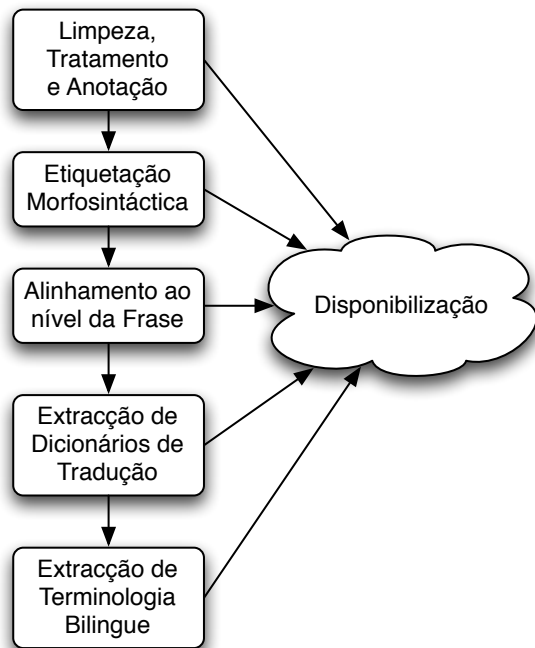 Limpeza,
Tratamento
e Anotação
Etiquetação
Morfosintáctica
Alinhamento ao
nível da Frase
Disponibilização
Extracção de
Dicionários de
Tradução
Extracção de
Terminologia
Bilingue